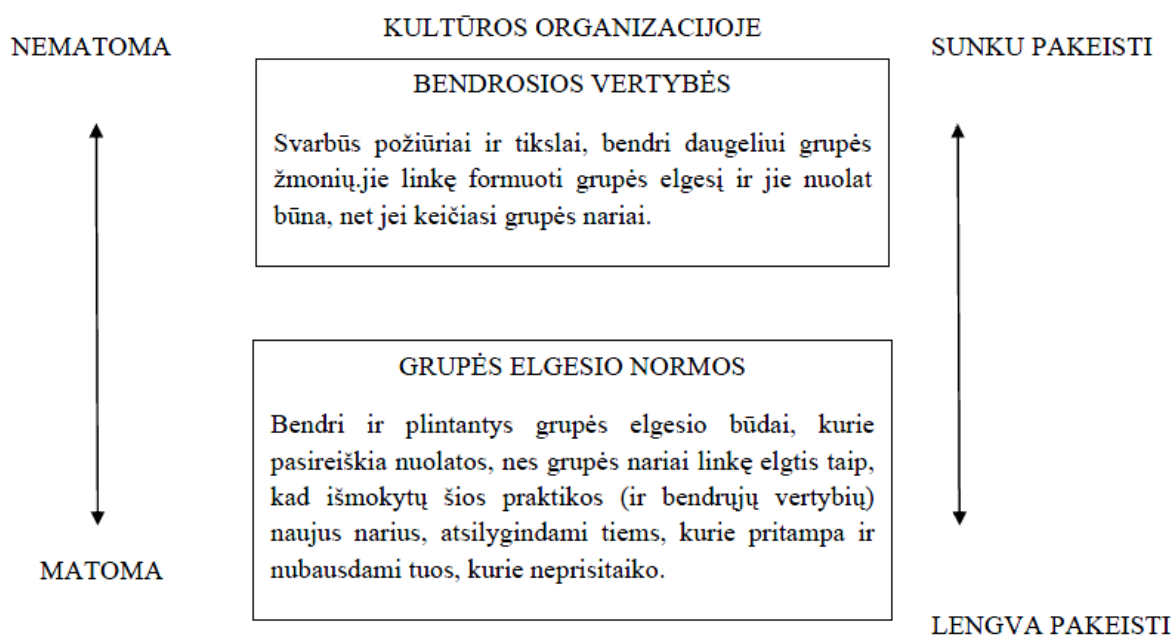 KULTŪROS ORGANIZACIJOJE
NEMATOMA
SUNKU PAKEISTI
BENDROSIOS VERTYBĖS
Svarbūs požiūriai ir tikslai, bendri daugeliui grupės
žmonių.jie linkę formuoti grupės elgesį ir jie nuolat
būna, net jei keičiasi grupės nariai.
GRUPĖS ELGESIO NORMOS
Bendri ir plintantys grupės elgesio būdai, kurie
pasireiškia nuolatos, nes grupės nariai linkę elgtis taip,
kad išmokytų šios praktikos (ir bendrųjų vertybių)
naujus narius, atsilygindami tiems, kurie pritampa ir
nubausdami tuos, kurie neprisitaiko.
MATOMA
LENGVA PAKEISTI